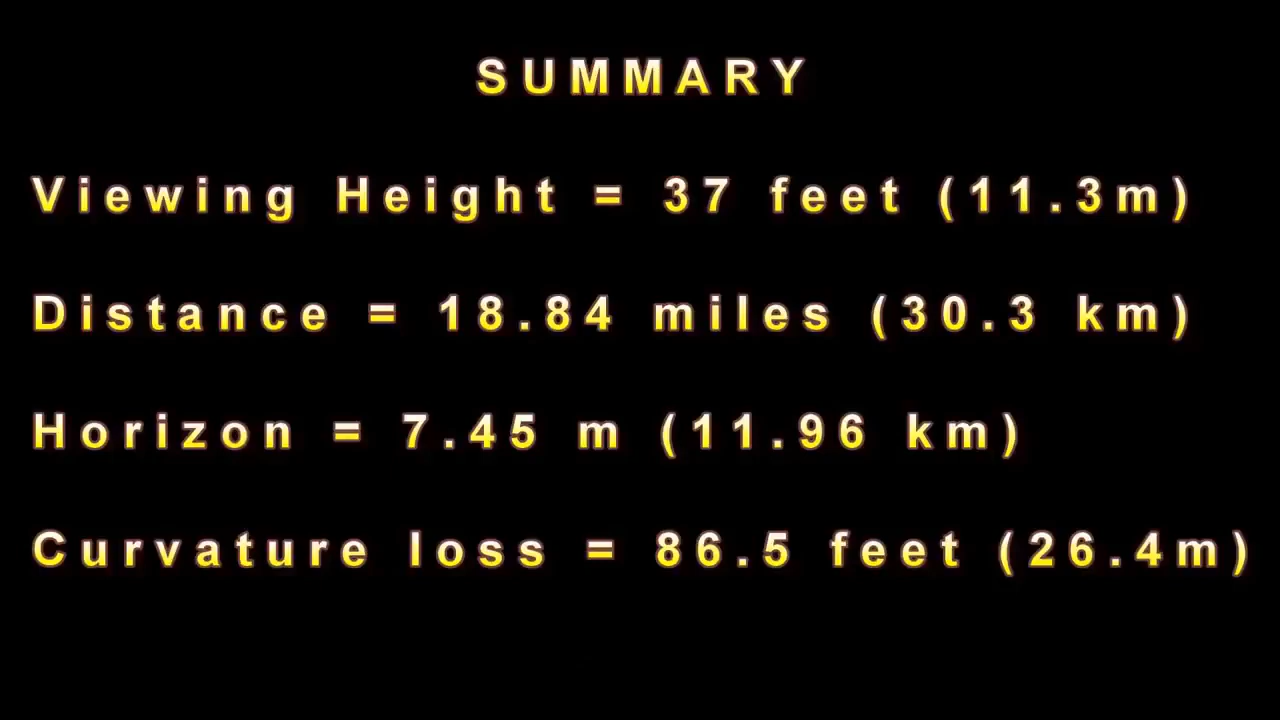 SUMMARY
Viewing Height = 37 feet (11.3m)
Distance = 18.84 miles (30.3 km)
Horizon = 7.45 m (11.96 km)
Curvature loss = 86.5 feet (26.4m)